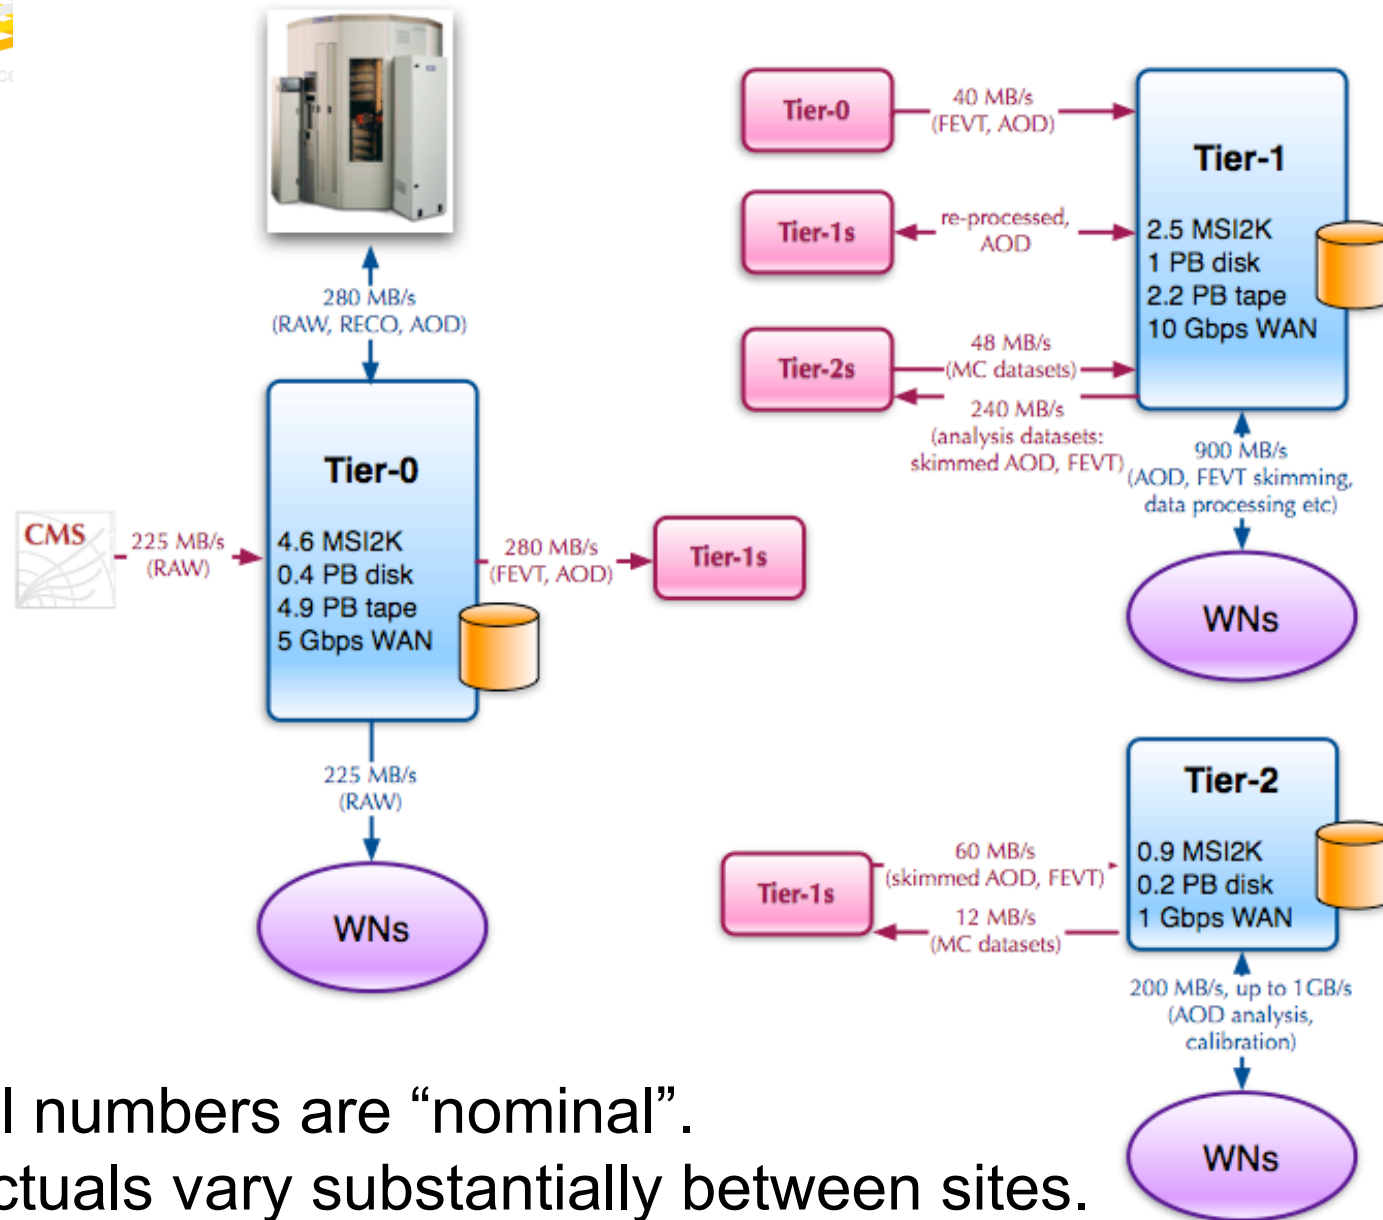 280 MB/s
(RAW, RECO, AOD)
Tier-0
4.6 MSI2K
0.4 PB disk
4.9 PB tape
5 Gbps WAN
CMS
225 MB/s
(RAW)
280 MB/s
(FEVT, AOD)
Tier-1s
225 MB/s
(RAW)
WNs
Tier-0
40 MB/s
(FEVT, AOD)
Tier-1
2.5 MSI2K
1 PB disk
2.2 PB tape
10 Gbps WAN
Tier-1s
re-processed,
AOD
Tier-2s
48 MB/s
(MC datasets)
240 MB/s
(analysis datasets:
skimmed AOD, FEVT)
900 MB/s
(AOD, FEVT skimming,
data processing etc)
WNs
Tier-2
0.9 MSI2K
0.2 PB disk
1 Gbps WAN
Tier-1s
60 MB/s
(skimmed AOD, FEVT)
12 MB/s
(MC datasets)
200 MB/s, up to 1GB/s
(AOD analysis,
calibration)
WNs
l numbers are “nominal”.
ctuals vary substantially between sites.